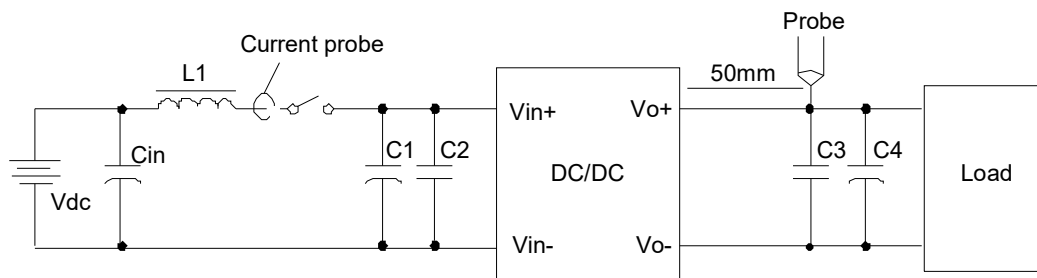 Probe
Current probe
L1
50mm
Vin+
Vo+
Cin
C1
C2
C3
C4
DC/DC
Load
Vdc
Vin-
Vo-